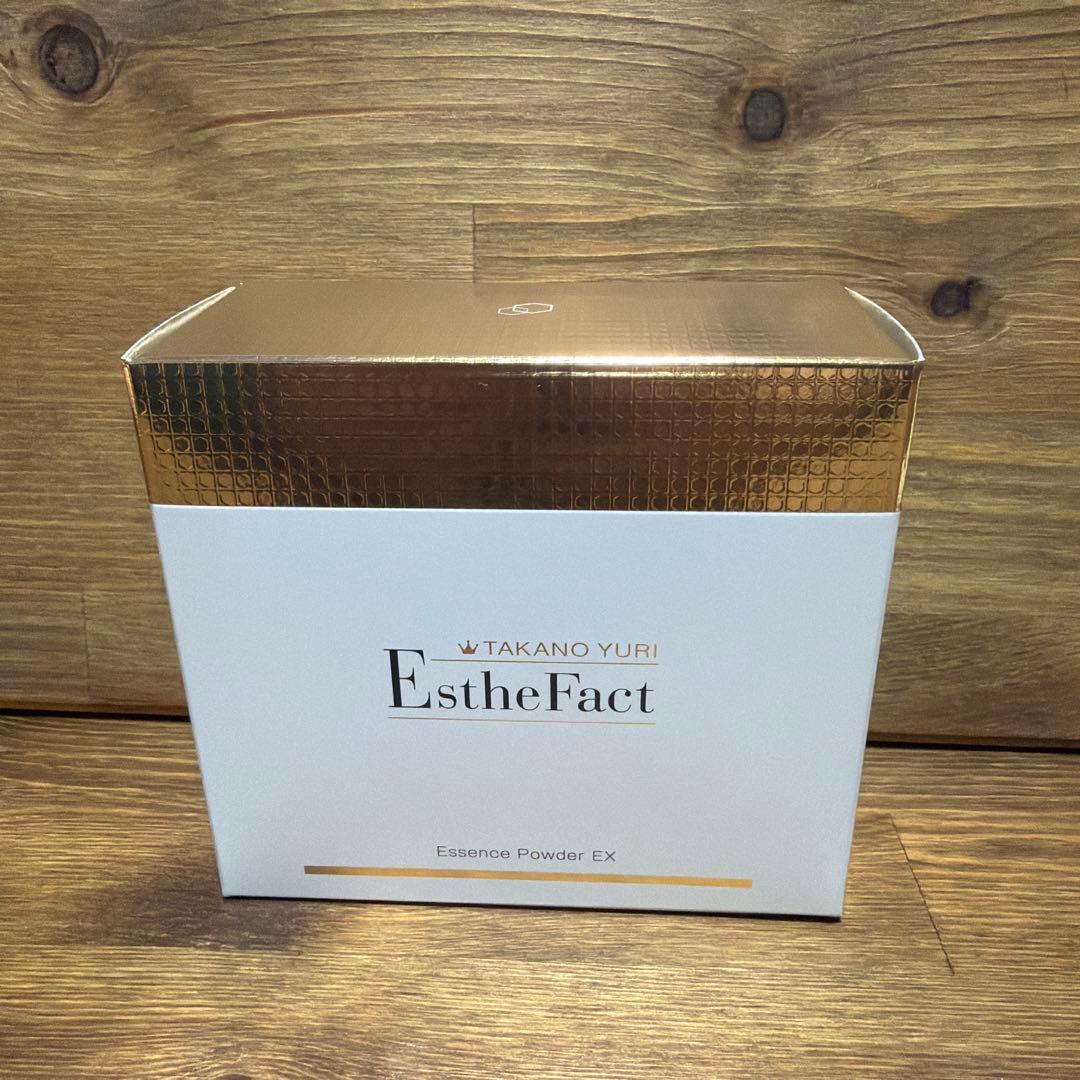 TAKANO YURI
EstheFact
Essence Powder EX